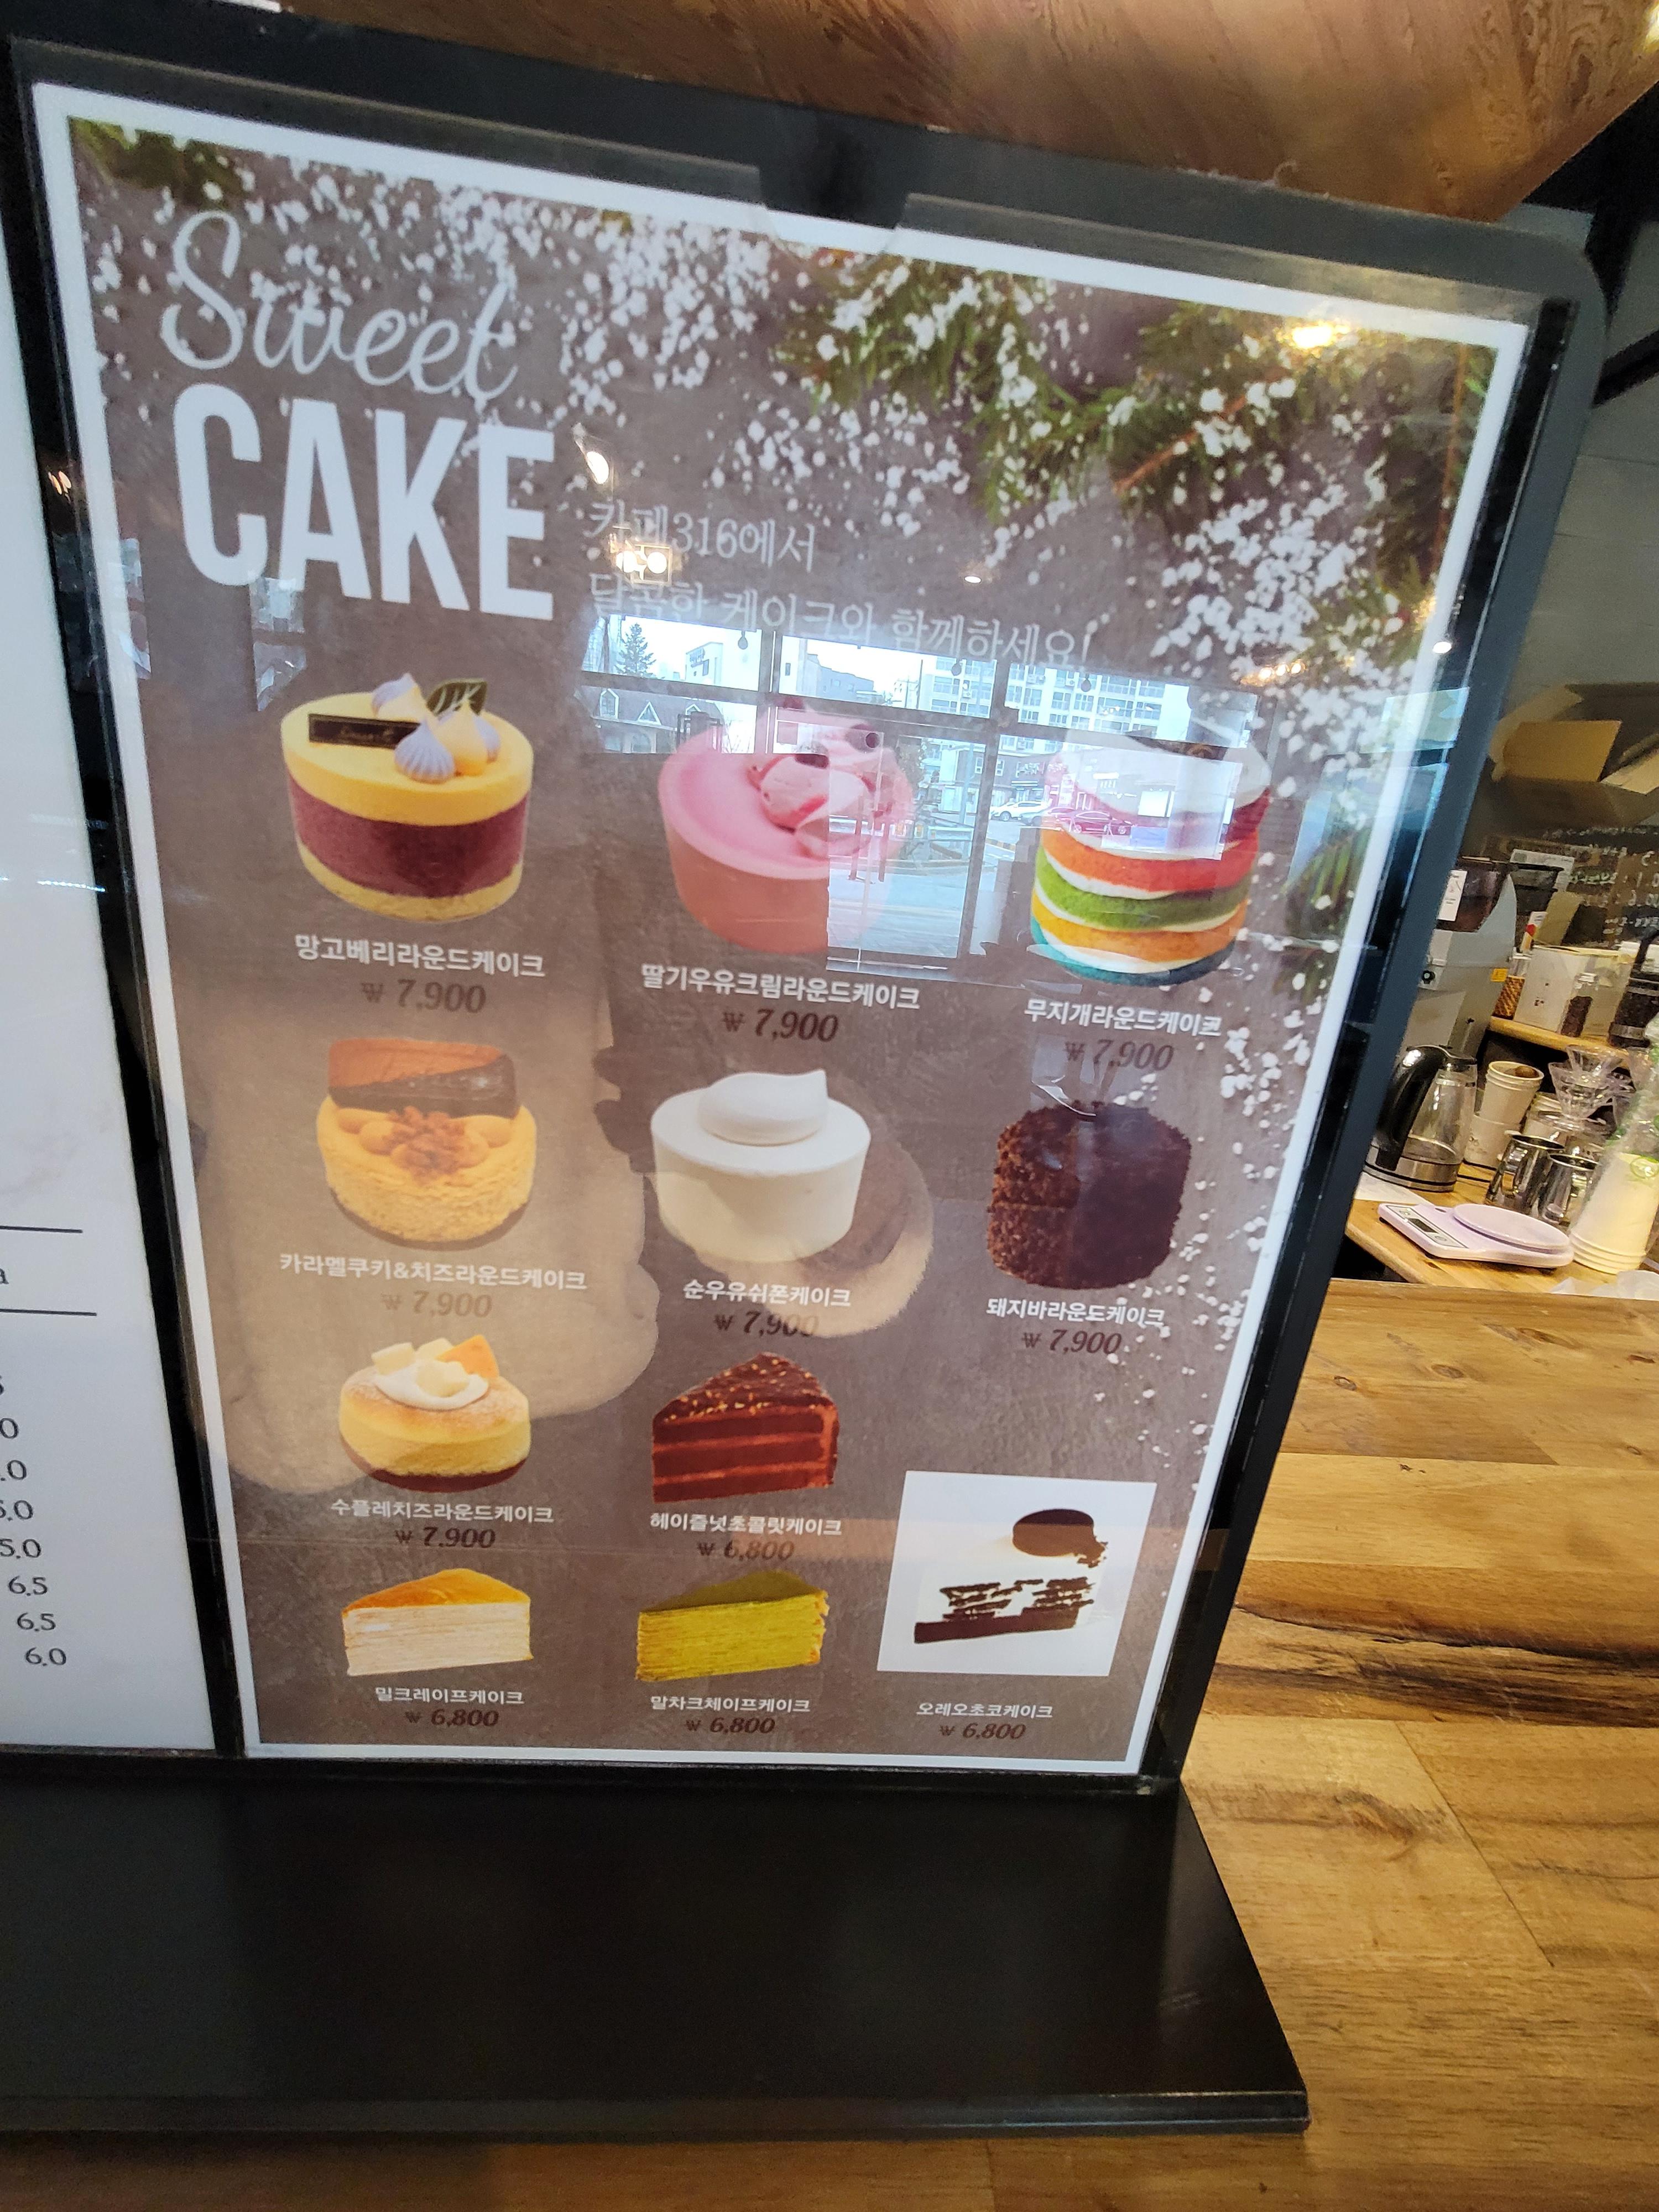 Sweet
CAKE
카페316에서
달콤한 케이크와 함께하세요!
망고베리라운드케이크
₩ 7,900
딸기우유크림라운드케이크
₩ 7,900
무지개라운드케이크
₩ 7,900
카라멜쿠키&치즈라운드케이크
₩ 7,900
순우유쉬폰케이크
₩ 7,900
돼지바라운드케이크
₩ 7,900
수플레치즈라운드케이크
₩ 7,900
헤이즐넛초콜릿케이크
₩ 6,800
밀크레이프케이크
₩ 6,800
말차크체이프케이크
₩ 6,800
오레오초코케이크
₩ 6,800
a
5.0
6.5
6.5
6.0